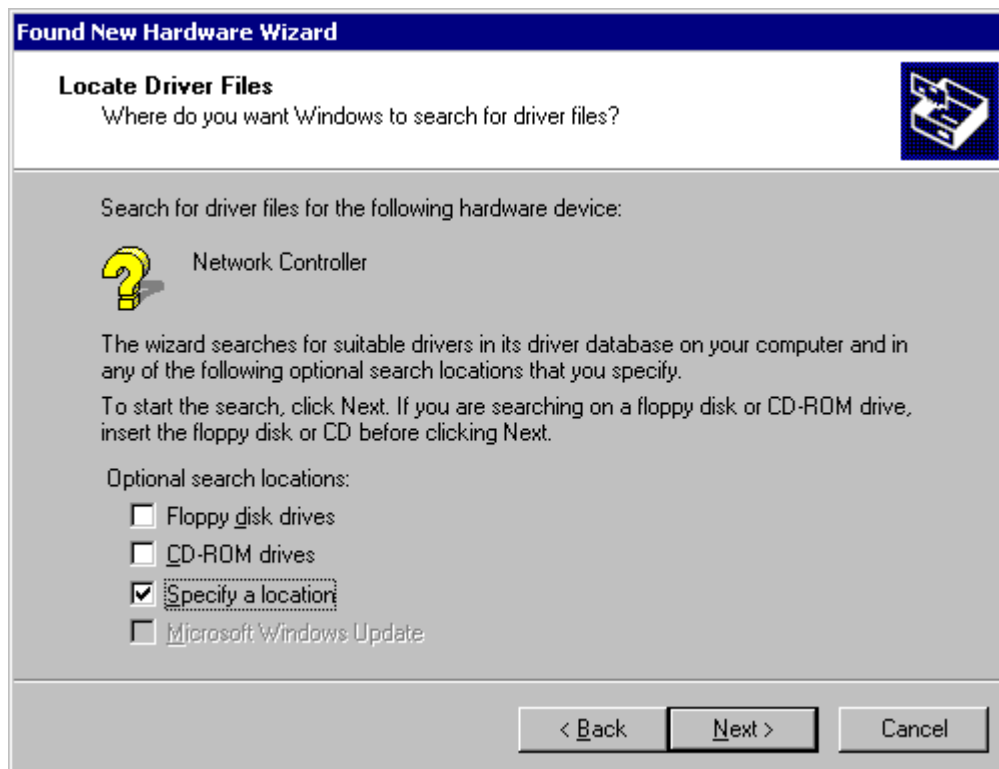 Found New Hardware Wizard
Locate Driver Files
Where do you want Windows to search for driver files?
Search for driver files for the following hardware device:
Network Controller
The wizard searches for suitable drivers in its driver database on your computer and in
any of the following optional search locations that you specify.
To start the search, click Next. If you are searching on a floppy disk or CD-ROM drive,
insert the floppy disk or CD before clicking Next.
Optional search locations:
Floppy disk drives
CD-ROM drives
Specify a location
Microsoft Windows Update
< Back Next > Cancel